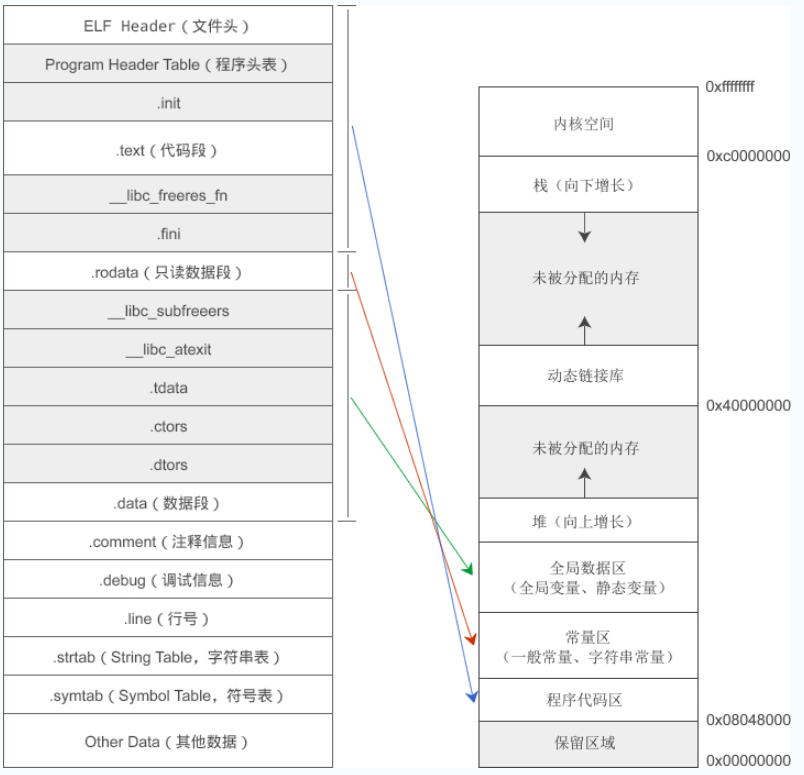 ELF Header ( 文件头 )
Program Header Table ( 程序头表 )
.init
.text ( 代码段 )
__libc_freeres_fn
.fini
.rodata ( 只读数据段 )
__libc_subfreeers
__libc_atexit
.tdata
.ctors
.dtors
.data ( 数据段 )
.comment ( 注释信息 )
.debug ( 调试信息 )
.line ( 行号 )
.strtab ( String Table，字符串表 )
.symtab ( Symbol Table，符号表 )
Other Data ( 其他数据 )
0xffffffff
内核空间
0xc0000000
栈（向下增长）
未被分配的内存
动态链接库
0x40000000
未被分配的内存
堆（向上增长）
全局数据区
（全局变量、静态变量）
常量区
（一般常量、字符串常量）
程序代码区
0x08048000
保留区域
0x00000000